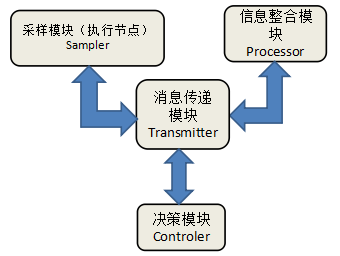 采样模块（执行节点）
Sampler
信息整合模
块
Processor
消息传递
模块
Transmitter
决策模块
Controler